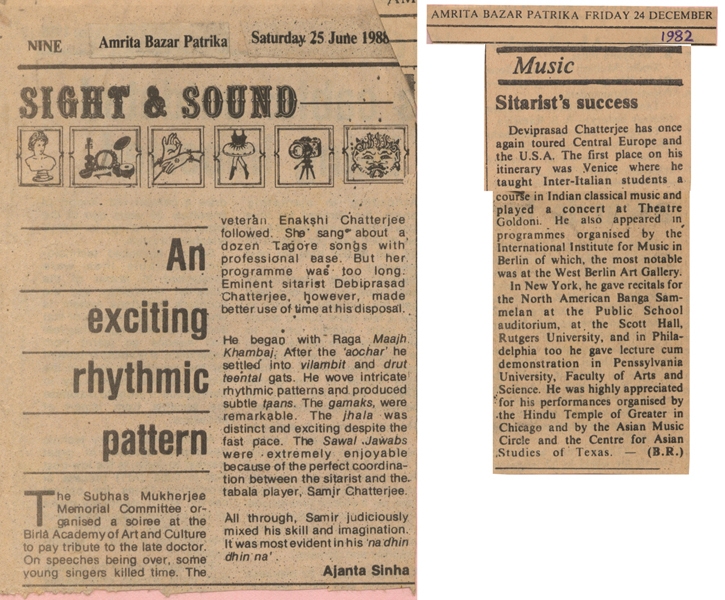 NINE
Amrita Bazar Patrika
Saturday 25 June 1988
SIGHT & SOUND
An
exciting
rhythmic
pattern
The Subhas Mukherjee
Memorial Committee or-
ganised a soiree at the
Birla Academy of Art and Culture
to pay tribute to the late doctor.
On speeches being over, some
young singers killed time. The
veteran Enakshi Chatterjee
followed. She sang about a
dozen Tagore songs with
professional ease. But her
programme was too long.
Eminent sitarist Debiprasad
Chatterjee, however, made
better use of time at his disposal.
He began with Raga Maajh
Khambaj. After the 'aochar' he
settled into vilambit and drut
teental gats. He wove intricate
rhythmic patterns and produced
subtle taans. The gamaks, were
remarkable. The jhala was
distinct and exciting despite the
fast pace. The Sawal Jawabs
were extremely enjoyable
because of the perfect coordina-
tion between the sitarist and the
tabala player, Samir Chatterjee.
All through, Samir judiciously
mixed his skill and imagination.
It was most evident in his 'na dhin
dhin na'.
Ajanta Sinha
AMRITA BAZAR PATRIKA FRIDAY 24 DECEMBER
1982
Music
Sitarist's success
Deviprasad Chatterjee has once
again toured Central Europe and
the U.S.A. The first place on his
itinerary was Venice where he
taught Inter-Italian students a
course in Indian classical music and
played a concert at Theatre
Goldoni. He also appeared in
programmes organised by the
International Institute for Music in
Berlin of which, the most notable
was at the West Berlin Art Gallery.
In New York, he gave recitals for
the North American Banga Sam-
melan at the Public School
auditorium, at the Scott Hall,
Rutgers University, and in Phila-
delphia too he gave lecture cum
demonstration in Penssylvania
University, Faculty of Arts and
Science. He was highly appreciated
for his performances organised by
the Hindu Temple of Greater in
Chicago and by the Asian Music
Circle and the Centre for Asian
Studies of Texas. — (B.R.)